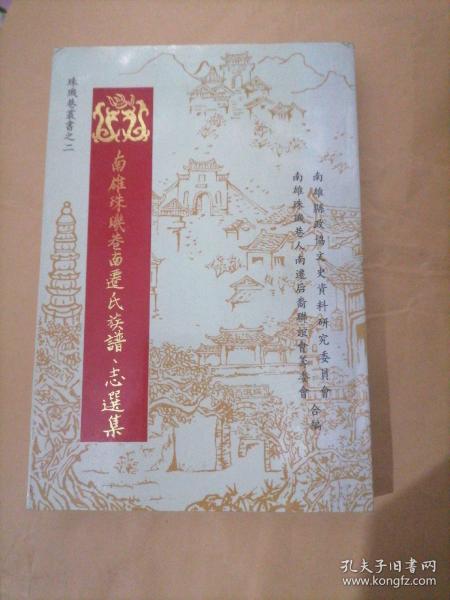 珠璣巷叢書之二
南雄珠璣巷南遷氏族譜、志選集
南雄縣政協文史資料研究委員會
南雄珠璣巷人南遷后裔聯誼會籌委會
合編
孔夫子旧书网
www.kongfz.com